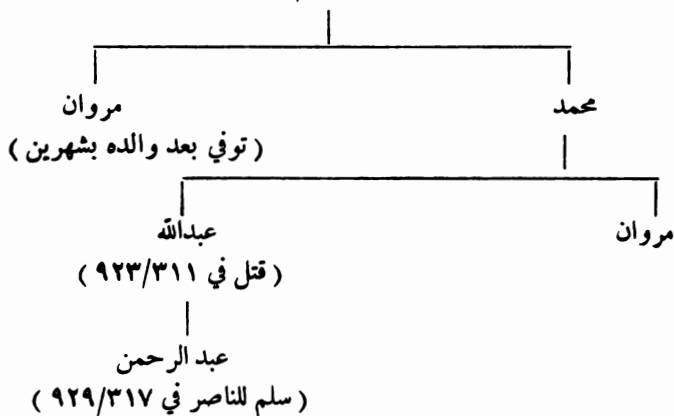 محمد
مروان
( توفي بعد والده بشهرين )
مروان
عبدالله
( قتل في ٩٢٣/٣١١ )
عبد الرحمن
( سلم للناصر في ٩٢٩/٣١٧ )